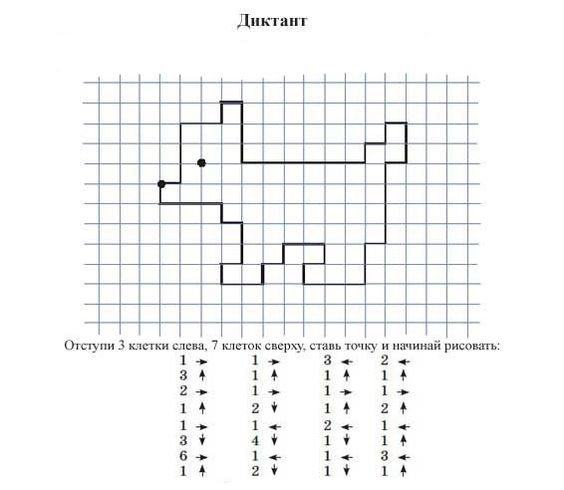 Диктант
Отступи 3 клетки слева, 7 клеток сверху, ставь точку и начинай рисовать:
1 → 1 → 3 ← 2 ←
3 ↑ 1 ↑ 1 ↑ 1 ↑
2 → 1 → 1 → 1 →
1 ↑ 2 ↓ 1 ↑ 2 ↑
1 → 1 ← 2 ← 1 ←
3 ↓ 4 ↓ 1 ↓ 1 ↑
6 → 1 ← 1 ← 3 ←
1 ↑ 2 ↓ 1 ↓ 1 ↑